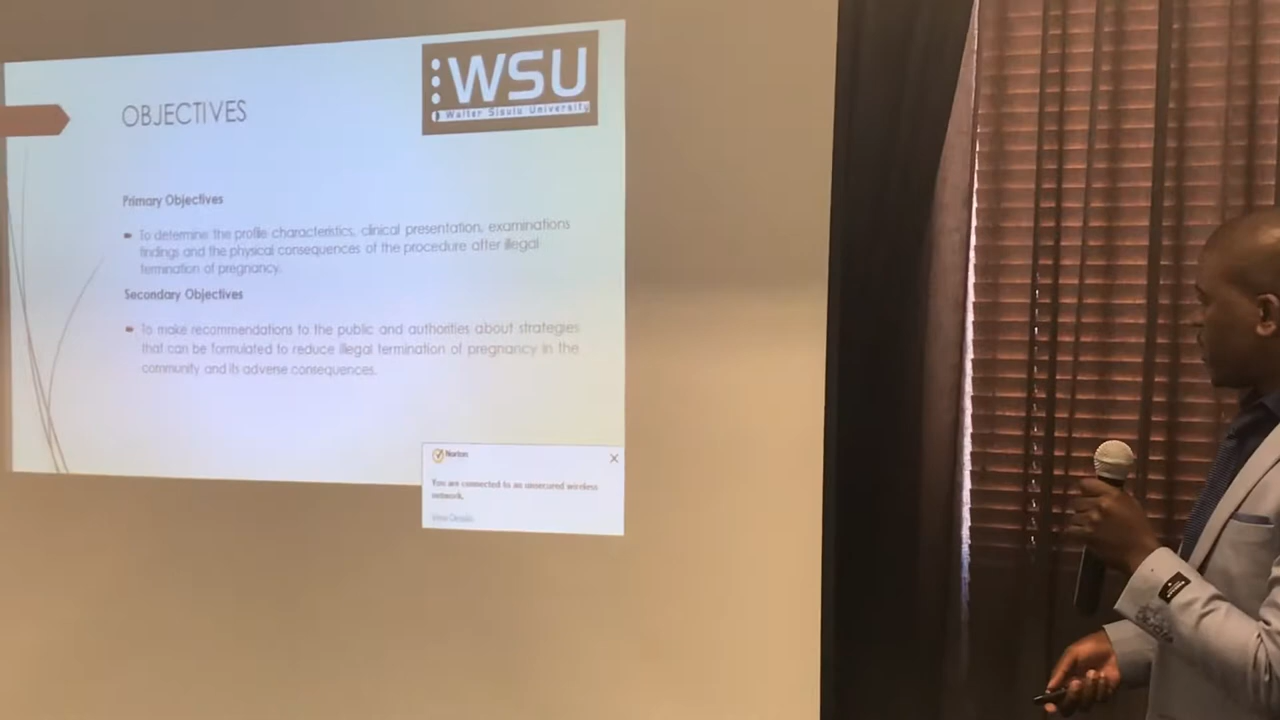 WSU
Walter Sisulu University
OBJECTIVES
Primary Objectives
To determine the profile characteristics, clinical presentation, examinations
findings and the physical consequences of the procedure after illegal
termination of pregnancy.
Secondary Objectives
To make recommendations to the public and authorities about strategies
that can be formulated to reduce illegal termination of pregnancy in the
community and its adverse consequences.
Norton
You are connected to an unsecured wireless
network.
View Details